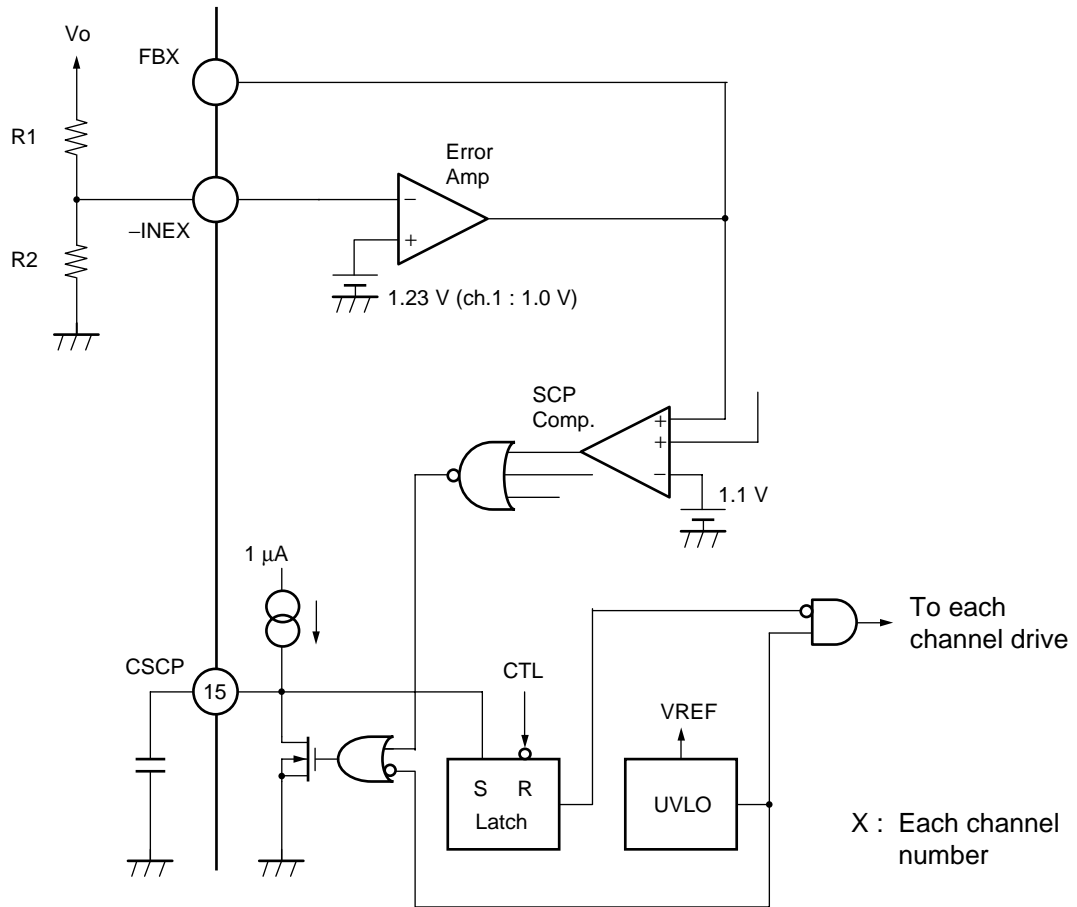 Vo
FBX
R1
Error
Amp
−
–INEX
+
R2
1.23 V (ch.1 : 1.0 V)
SCP
Comp.
+
+
−
1.1 V
1 µA
To each
channel drive
CSCP
15
CTL
VREF
S R
Latch
UVLO
X : Each channel
number